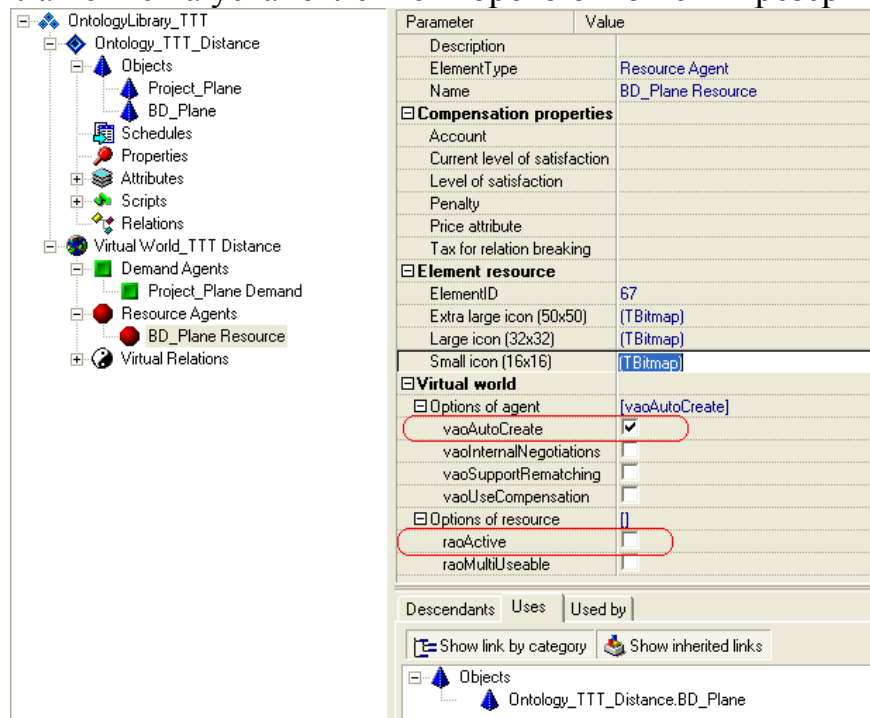 OntologyLibrary_TTT
Ontology_TTT_Distance
Objects
Project_Plane
BD_Plane
Schedules
Properties
Attributes
Scripts
Relations
Virtual World_TTT Distance
Demand Agents
Project_Plane Demand
Resource Agents
BD_Plane Resource
Virtual Relations
Parameter Value
Description
ElementType Resource Agent
Name BD_Plane Resource
Compensation properties
Account
Current level of satisfaction
Level of satisfaction
Penalty
Price attribute
Tax for relation breaking
Element resource
ElementID 67
Extra large icon (50x50) (TBitmap)
Large icon (32x32) (TBitmap)
Small icon (16x16) (TBitmap)
Virtual world
Options of agent [vaoAutoCreate]
vaoAutoCreate
vaoInternalNegotiations
vaoSupportRematching
vaoUseCompensation
Options of resource []
raoActive
raoMultiUseable
Descendants Uses Used by
Show link by category Show inherited links
Objects
Ontology_TTT_Distance.BD_Plane